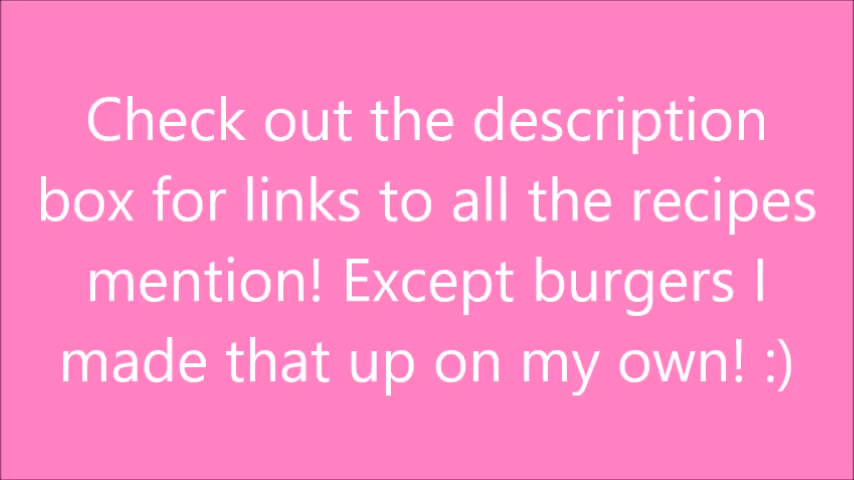 Check out the description
box for links to all the recipes
mention! Except burgers I
made that up on my own! :)